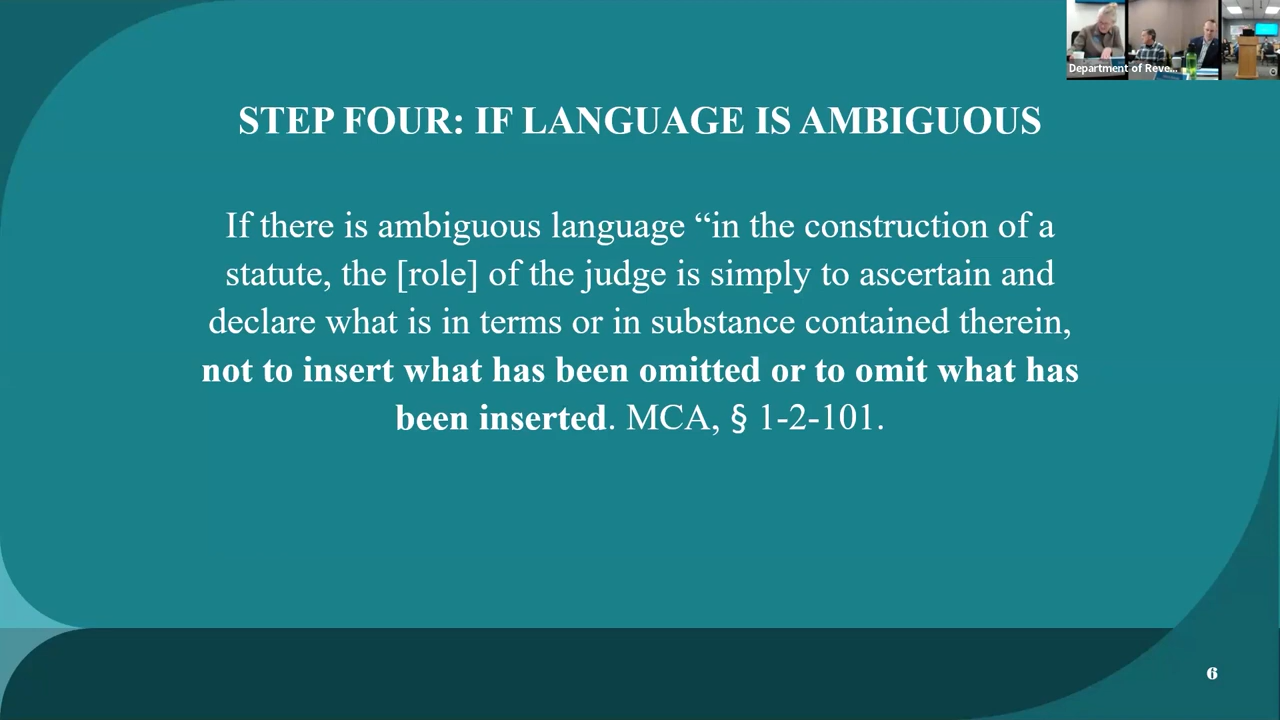 Department of Reve...
STEP FOUR: IF LANGUAGE IS AMBIGUOUS
If there is ambiguous language “in the construction of a
statute, the [role] of the judge is simply to ascertain and
declare what is in terms or in substance contained therein,
not to insert what has been omitted or to omit what has
been inserted. MCA, § 1-2-101.
6